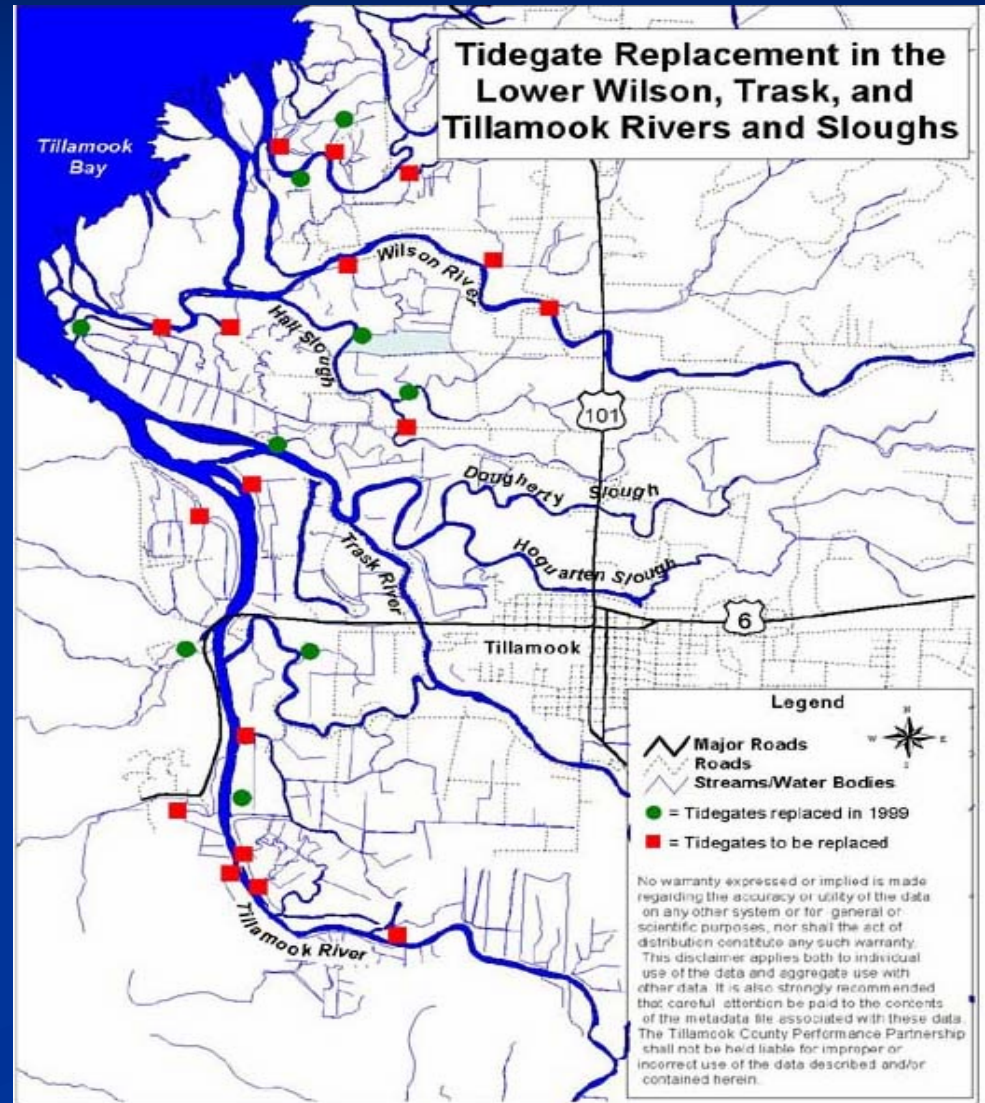 Tidegate Replacement in the
Lower Wilson, Trask, and
Tillamook Rivers and Sloughs
Tillamook
Bay
Wilson River
Hall Slough
101
Dougherty Slough
Hoquarten Slough
Trask River
6
Tillamook
Tillamook River
Legend
N
W E
S
Major Roads
Roads
Streams/Water Bodies
= Tidegates replaced in 1999
= Tidegates to be replaced
No warranty expressed or implied is made
regarding the accuracy or utility of the data
on any other system or for general or
scientific purposes, nor shall the act of
distribution constitute any such warranty.
This disclaimer applies both to individual
use of the data and aggregate use with
other data. It is also strongly recommended
that careful attention be paid to the contents
of the metadata file associated with these data.
The Tillamook County Performance Partnership
shall not be held liable for improper or
incorrect use of the data described and/or
contained herein.